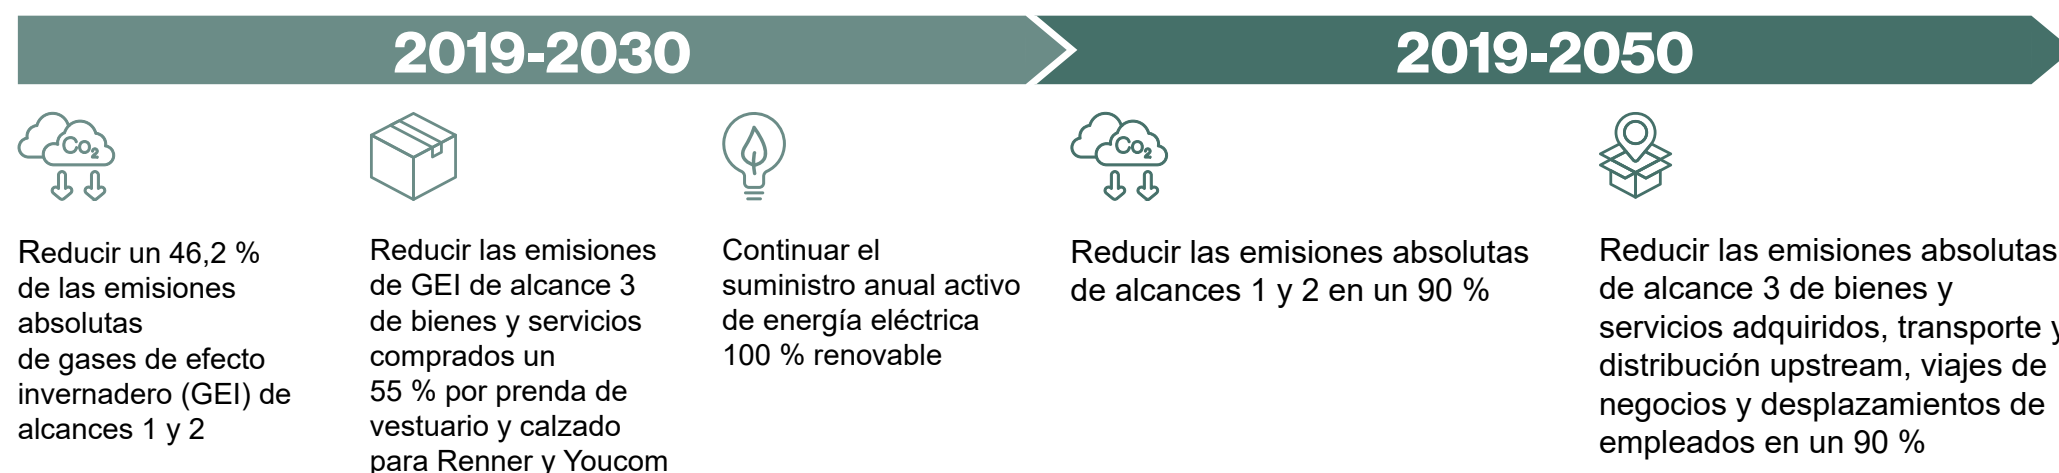 2019-2030
Co2
Reducir un 46,2 %
de las emisiones
absolutas
de gases de efecto
invernadero (GEI) de
alcances 1 y 2
Reducir las emisiones
de GEI de alcance 3
de bienes y servicios
comprados un
55 % por prenda de
vestuario y calzado
para Renner y Youcom
Continuar el
suministro anual activo
de energía eléctrica
100 % renovable
2019-2050
Co2
Reducir las emisiones absolutas
de alcances 1 y 2 en un 90 %
Reducir las emisiones absolutas
de alcance 3 de bienes y
servicios adquiridos, transporte y
distribución upstream, viajes de
negocios y desplazamientos de
empleados en un 90 %